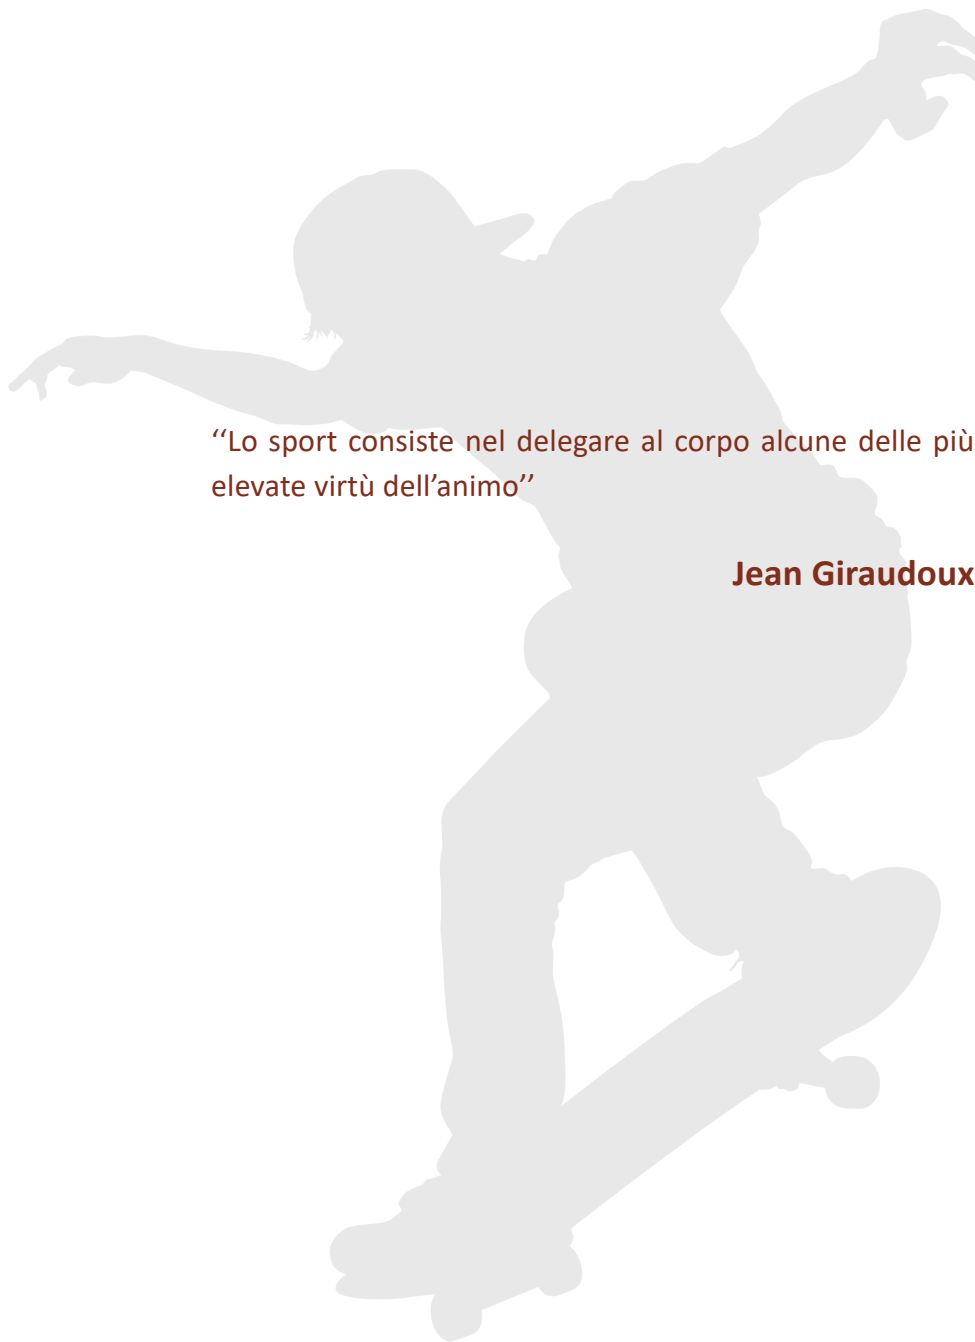 ‘‘Lo sport consiste nel delegare al corpo alcune delle più
elevate virtù dell’animo’’
Jean Giraudoux